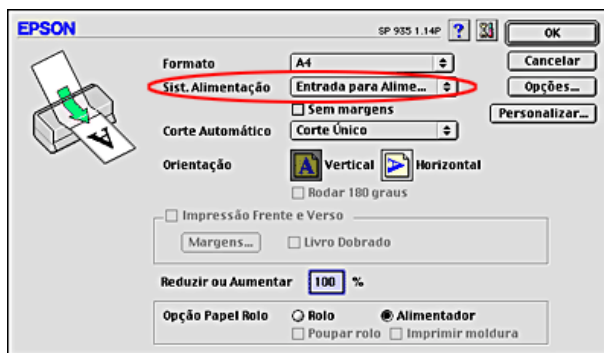 EPSON SP 935 1.14P ? OK
Formato A4 Cancelar
Sist. Alimentação Entrada para Alime... Opções...
Sem margens Personalizar...
Corte Automático Corte Único
Orientação A Vertical A Horizontal
Rodar 180 graus
Impressão Frente e Verso
Margens... Livro Dobrado
Reduzir ou Aumentar 100 %
Opção Papel Rolo Rolo Alimentador
Poupar rolo Imprimir moldura
A